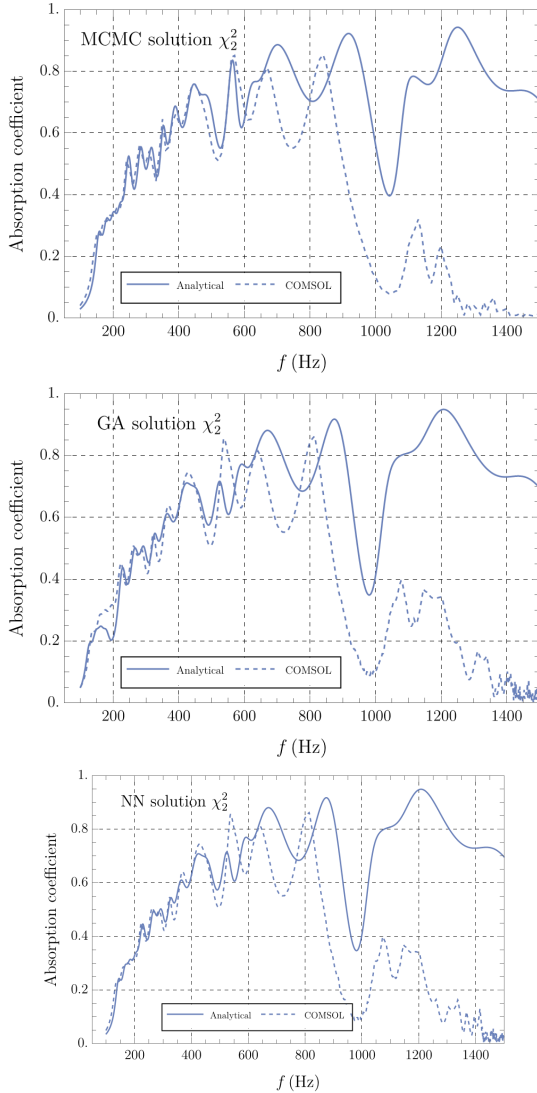 MCMC solution χ₂²
Absorption coefficient
1.
0.8
0.6
0.4
0.2
0.
200 400 600 800 1000 1200 1400
f (Hz)
Analytical COMSOL
GA solution χ₂²
Absorption coefficient
1.
0.8
0.6
0.4
0.2
0.
200 400 600 800 1000 1200 1400
f (Hz)
Analytical COMSOL
NN solution χ₂²
Absorption coefficient
1.
0.8
0.6
0.4
0.2
0.
200 400 600 800 1000 1200 1400
f (Hz)
Analytical COMSOL